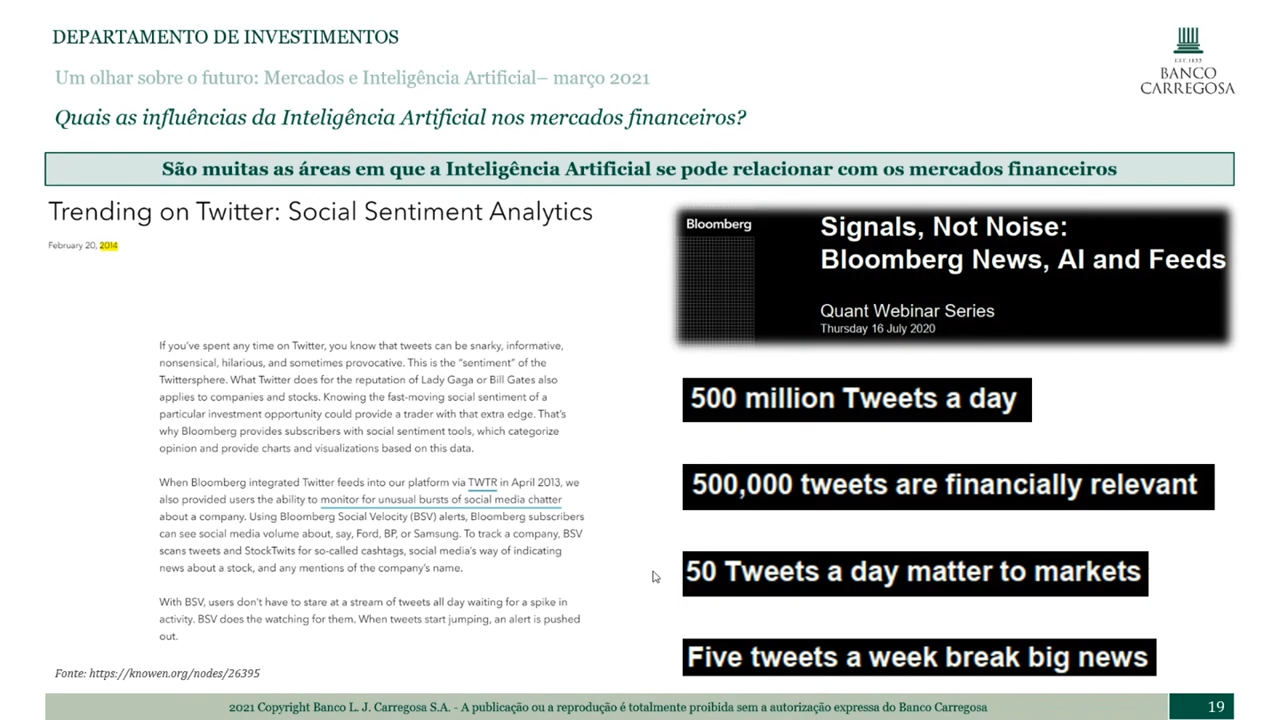 DEPARTAMENTO DE INVESTIMENTOS
Um olhar sobre o futuro: Mercados e Inteligência Artificial– março 2021
Quais as influências da Inteligência Artificial nos mercados financeiros?
EST. 1833
BANCO
CARREGOSA
São muitas as áreas em que a Inteligência Artificial se pode relacionar com os mercados financeiros
Trending on Twitter: Social Sentiment Analytics
February 20, 2014
If you've spent any time on Twitter, you know that tweets can be snarky, informative,
nonsensical, hilarious, and sometimes provocative. This is the "sentiment" of the
Twittersphere. What Twitter does for the reputation of Lady Gaga or Bill Gates also
applies to companies and stocks. Knowing the fast-moving social sentiment of a
particular investment opportunity could provide a trader with that extra edge. That's
why Bloomberg provides subscribers with social sentiment tools, which categorize
opinion and provide charts and visualizations based on this data.
When Bloomberg integrated Twitter feeds into our platform via TWTR in April 2013, we
also provided users the ability to monitor for unusual bursts of social media chatter
about a company. Using Bloomberg Social Velocity (BSV) alerts, Bloomberg subscribers
can see social media volume about, say, Ford, BP, or Samsung. To track a company, BSV
scans tweets and StockTwits for so-called cashtags, social media's way of indicating
news about a stock, and any mentions of the company's name.
With BSV, users don't have to stare at a stream of tweets all day waiting for a spike in
activity. BSV does the watching for them. When tweets start jumping, an alert is pushed
out.
Fonte: https://knowen.org/nodes/26395
Bloomberg
Signals, Not Noise:
Bloomberg News, AI and Feeds
Quant Webinar Series
Thursday 16 July 2020
500 million Tweets a day
500,000 tweets are financially relevant
50 Tweets a day matter to markets
Five tweets a week break big news
2021 Copyright Banco L. J. Carregosa S.A. - A publicação ou a reprodução é totalmente proibida sem a autorização expressa do Banco Carregosa
19